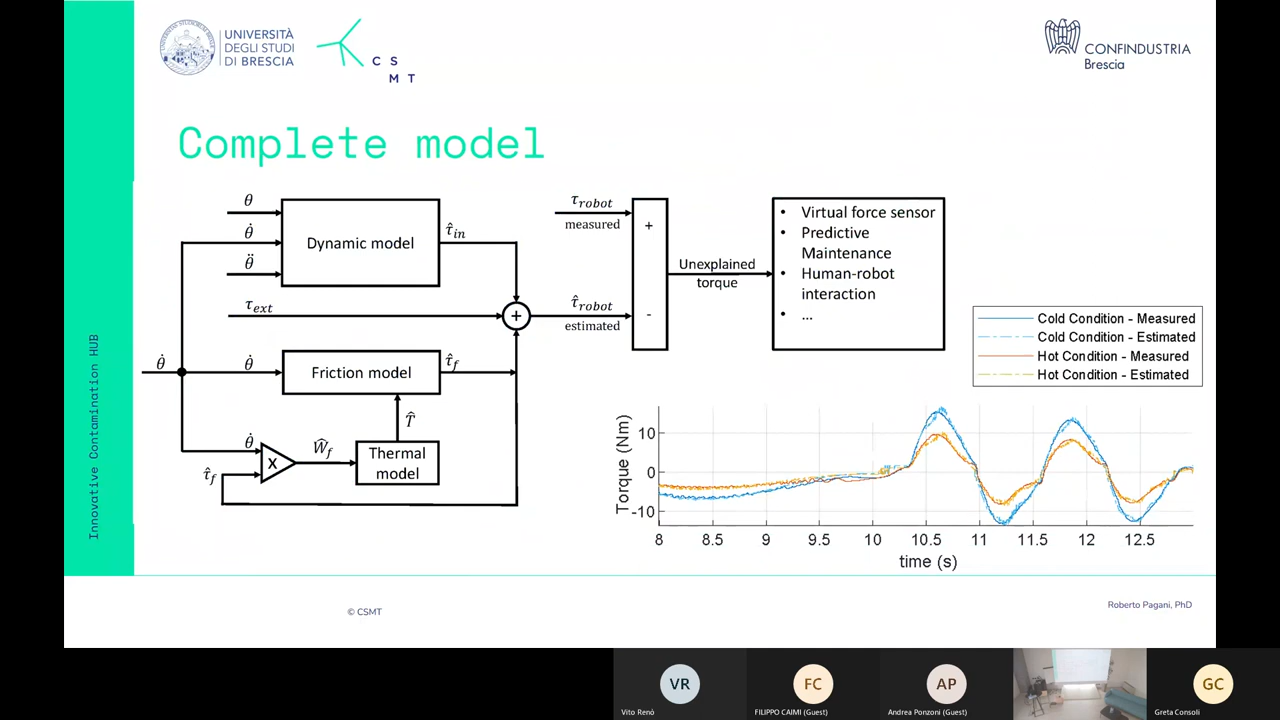 UNIVERSITÀ
DEGLI STUDI
DI BRESCIA
C S
M T
CONFINDUSTRIA
Brescia
Complete model
θ
θ̇
θ̈
Dynamic model
τ̂in
τext
+
θ̇
θ̇
Friction model
τ̂f
T̂
θ̇
τ̂f
X
Ŵf
Thermal
model
τrobot
measured
τ̂robot
estimated
+
-
Unexplained
torque
• Virtual force sensor
• Predictive
Maintenance
• Human-robot
interaction
• ...
Cold Condition - Measured
Cold Condition - Estimated
Hot Condition - Measured
Hot Condition - Estimated
Torque (Nm)
10
0
-10
8 8.5 9 9.5 10 10.5 11 11.5 12 12.5
time (s)
Innovative Contamination HUB
© CSMT
Roberto Pagani, PhD
VR
FC
AP
GC
Vito Renò
FILIPPO CAIMI (Guest)
Andrea Ponzoni (Guest)
Greta Consoli